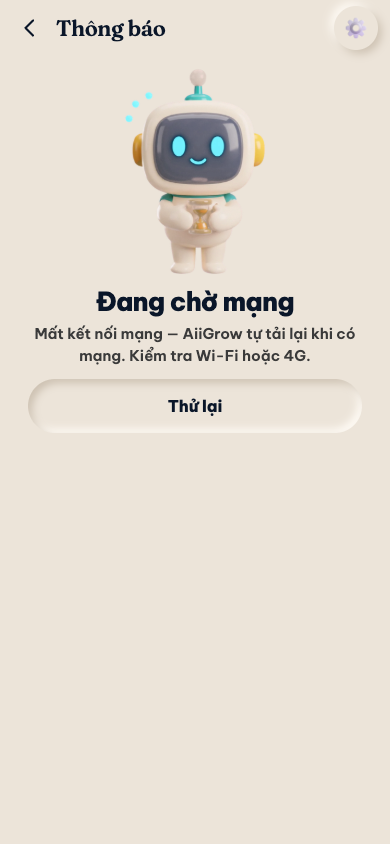 Thông báo
Đang chờ mạng
Mất kết nối mạng — AiiGrow tự tải lại khi có
mạng. Kiểm tra Wi-Fi hoặc 4G.
Thử lại